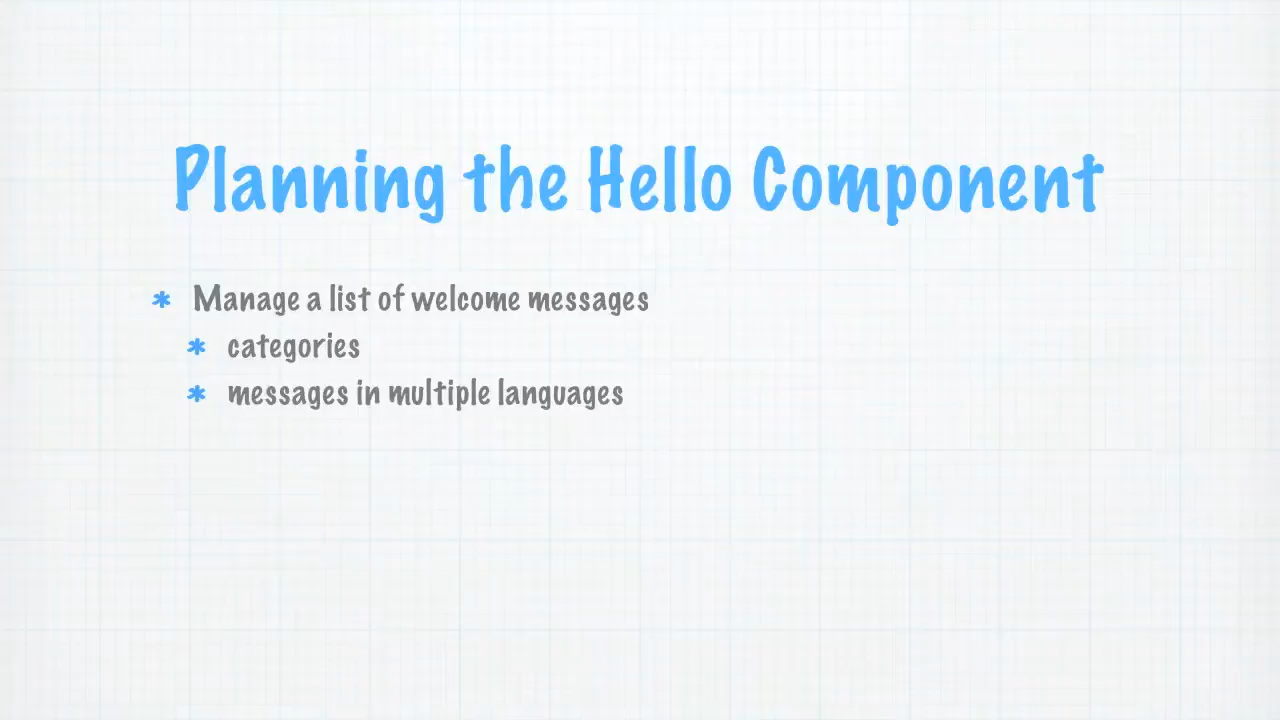 Planning the Hello Component
* Manage a list of welcome messages
* categories
* messages in multiple languages